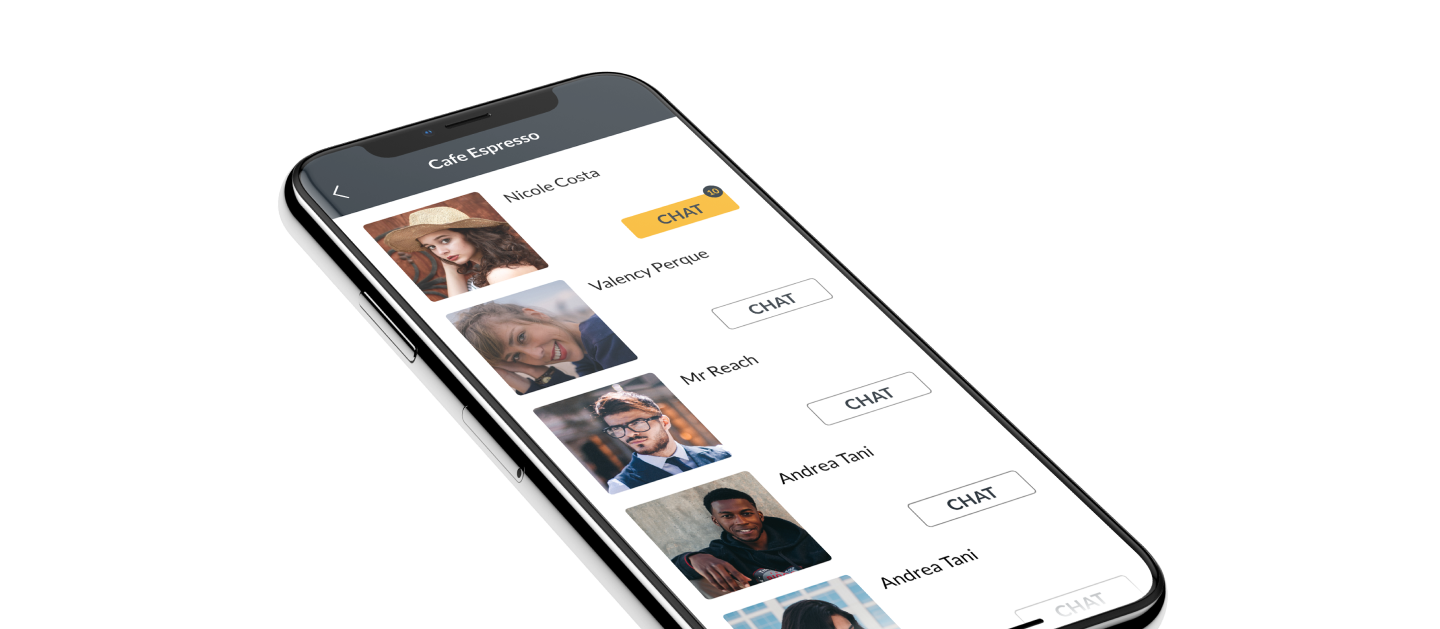 Cafe Espresso
Nicole Costa
10
CHAT
Valency Perque
CHAT
Mr Reach
CHAT
Andrea Tani
CHAT
Andrea Tani
CHAT